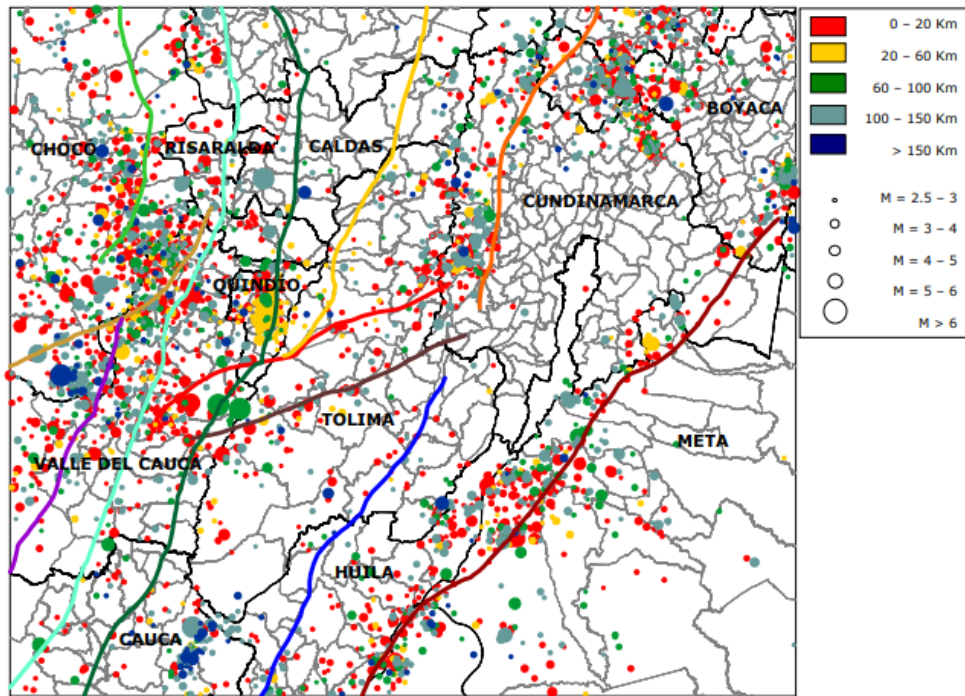 0 – 20 Km
20 – 60 Km
60 – 100 Km
100 – 150 Km
> 150 Km
M = 2.5 – 3
M = 3 – 4
M = 4 – 5
M = 5 – 6
M > 6
BOYACA
CHOCO
RISARALDA
CALDAS
CUNDINAMARCA
QUINDIO
TOLIMA
META
VALLE DEL CAUCA
HUILA
CAUCA